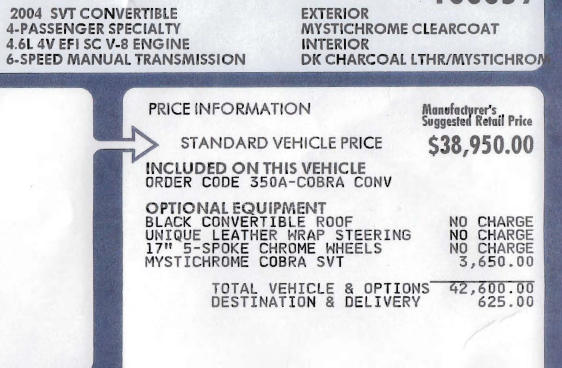 2004 SVT CONVERTIBLE
4-PASSENGER SPECIALTY
4.6L 4V EFI SC V-8 ENGINE
6-SPEED MANUAL TRANSMISSION
EXTERIOR
MYSTICHROME CLEARCOAT
INTERIOR
DK CHARCOAL LTHR/MYSTICHROM
PRICE INFORMATION
Manufacturer's
Suggested Retail Price
STANDARD VEHICLE PRICE $38,950.00
INCLUDED ON THIS VEHICLE
ORDER CODE 350A-COBRA CONV
OPTIONAL EQUIPMENT
BLACK CONVERTIBLE ROOF NO CHARGE
UNIQUE LEATHER WRAP STEERING NO CHARGE
17" 5-SPOKE CHROME WHEELS NO CHARGE
MYSTICHROME COBRA SVT 3,650.00
TOTAL VEHICLE & OPTIONS 42,600.00
DESTINATION & DELIVERY 625.00